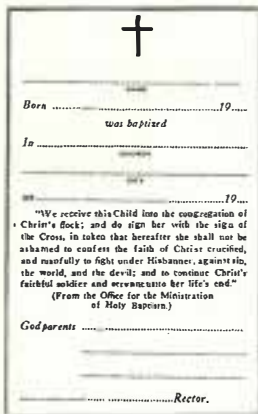 Born ........ 19 ....
was baptized
In
19....
"We receive this Child into the congregation of
Christ's flock; and do sign her with the sign of
the Cross, in token that hereafter she shall not be
ashamed to confess the faith of Christ crucified,
and manfully to fight under His banner, against sin,
the world, and the devil; and to continue Christ's
faithful soldier and servant unto her life's end."
(From the Office for the Ministration
of Holy Baptism.)
Godparents
Rector.